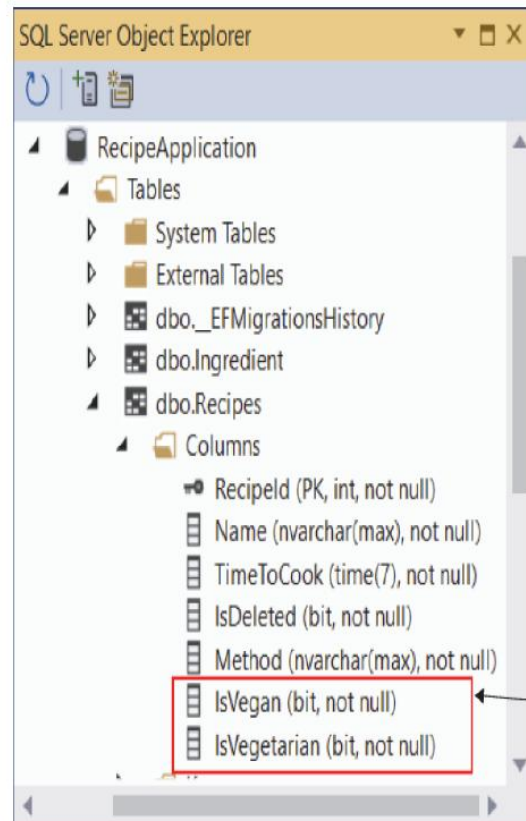 SQL Server Object Explorer
RecipeApplication
Tables
System Tables
External Tables
dbo.__EFMigrationsHistory
dbo.Ingredient
dbo.Recipes
Columns
RecipeId (PK, int, not null)
Name (nvarchar(max), not null)
TimeToCook (time(7), not null)
IsDeleted (bit, not null)
Method (nvarchar(max), not null)
IsVegan (bit, not null)
IsVegetarian (bit, not null)